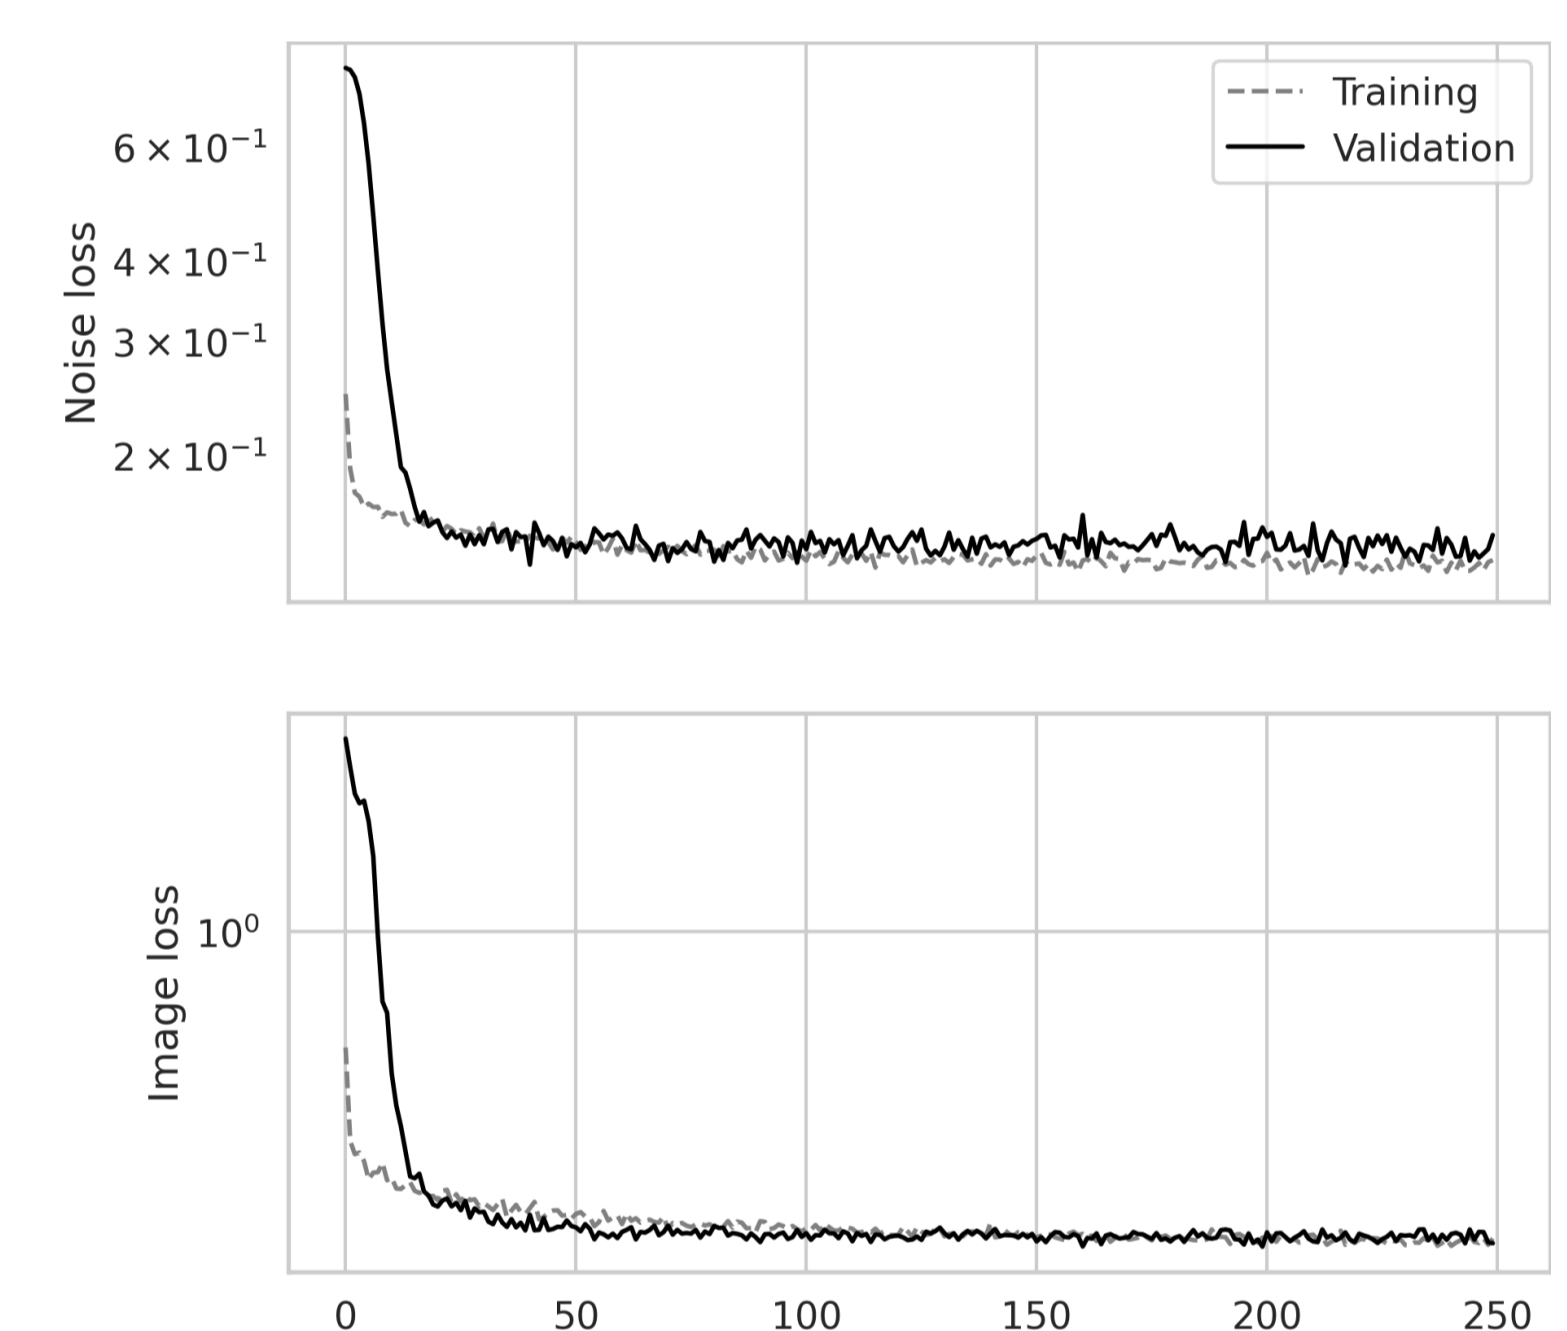 Training
Validation
Noise loss
6 × 10⁻¹
4 × 10⁻¹
3 × 10⁻¹
2 × 10⁻¹
Image loss
10⁰
0 50 100 150 200 250